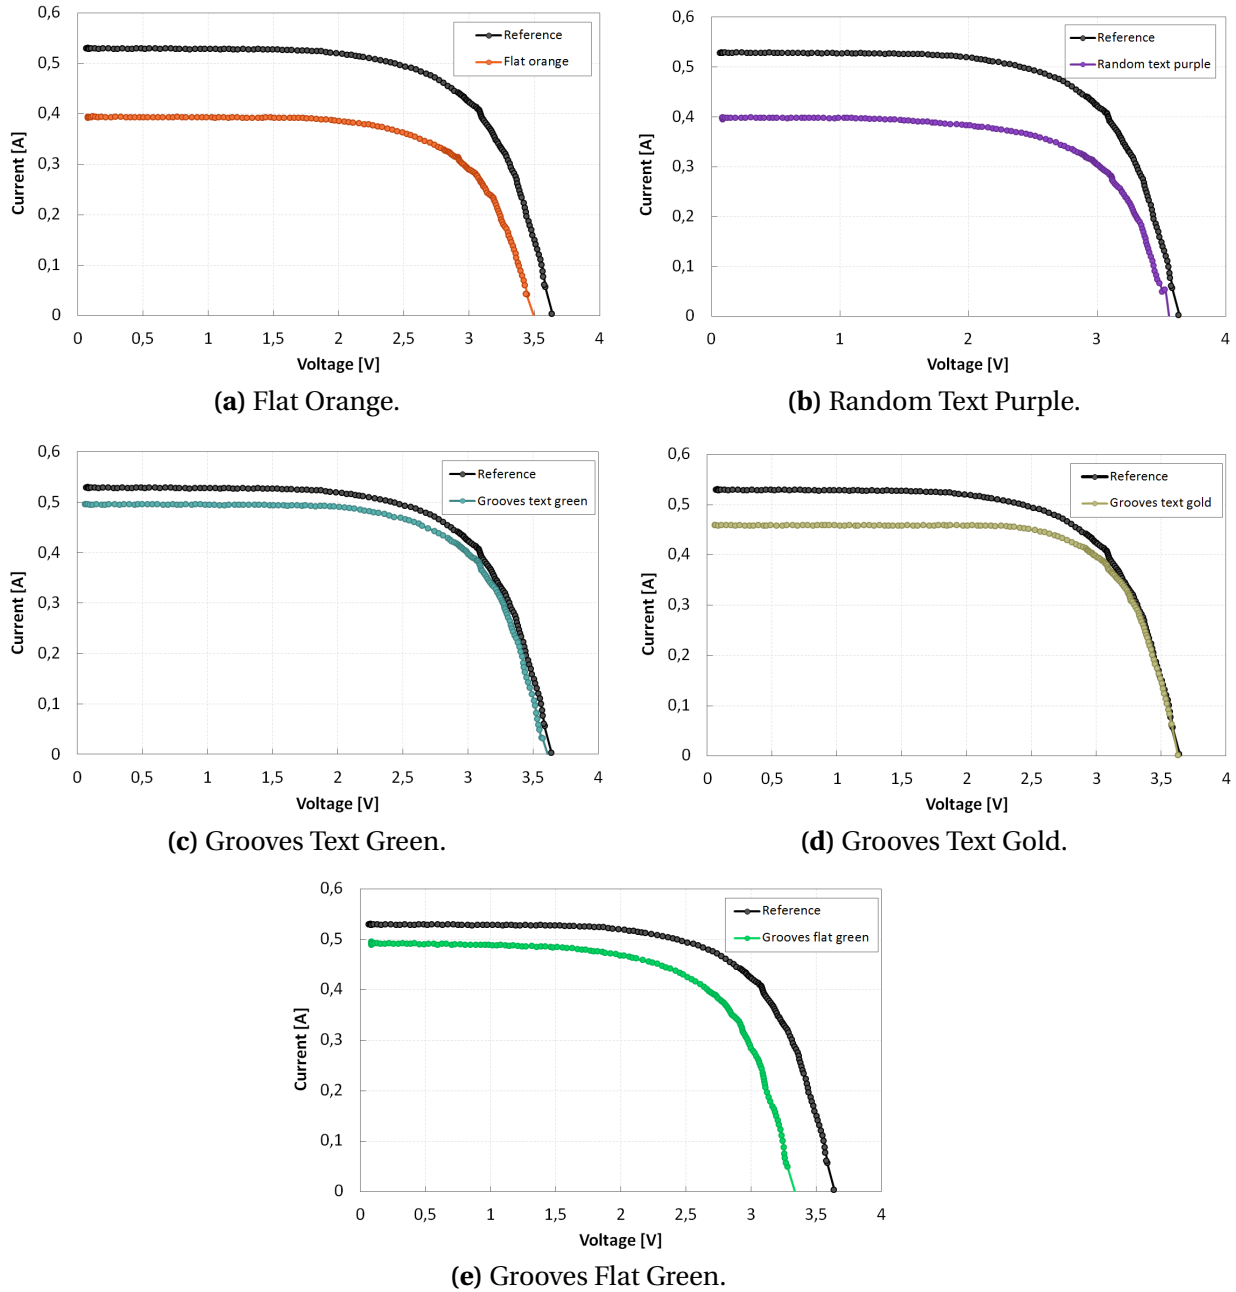 0,6
0,5
0,4
0,3
0,2
0,1
0
Current [A]
Reference
Flat orange
0 0,5 1 1,5 2 2,5 3 3,5 4
Voltage [V]
(a) Flat Orange.
0,6
0,5
0,4
0,3
0,2
0,1
0
Current [A]
Reference
Random text purple
0 1 2 3 4
Voltage [V]
(b) Random Text Purple.
0,6
0,5
0,4
0,3
0,2
0,1
0
Current [A]
Reference
Grooves text green
0 0,5 1 1,5 2 2,5 3 3,5 4
Voltage [V]
(c) Grooves Text Green.
0,6
0,5
0,4
0,3
0,2
0,1
0
Current [A]
Reference
Grooves text gold
0 0,5 1 1,5 2 2,5 3 3,5 4
Voltage [V]
(d) Grooves Text Gold.
0,6
0,5
0,4
0,3
0,2
0,1
0
Current [A]
Reference
Grooves flat green
0 0,5 1 1,5 2 2,5 3 3,5 4
Voltage [V]
(e) Grooves Flat Green.